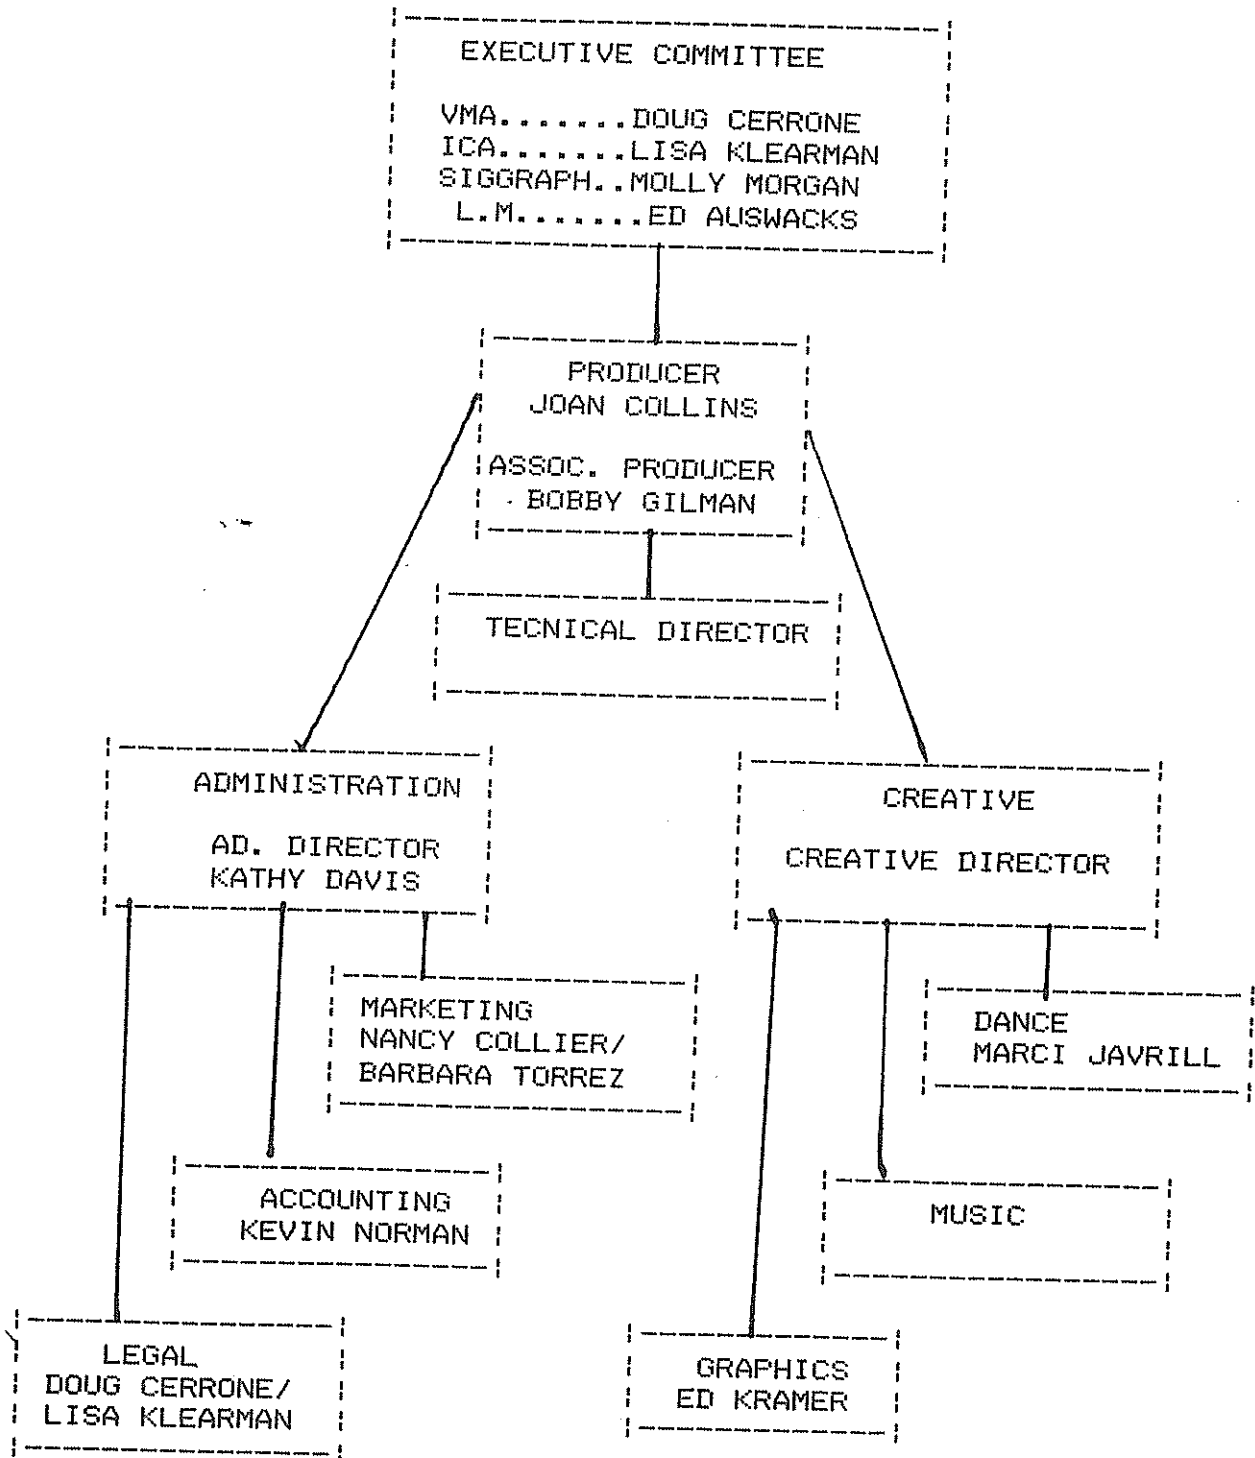 EXECUTIVE COMMITTEE
VMA.......DOUG CERRONE
ICA.......LISA KLEARMAN
SIGGRAPH..MOLLY MORGAN
L.M.......ED AUSWACKS
PRODUCER
JOAN COLLINS
ASSOC. PRODUCER
BOBBY GILMAN
TECNICAL DIRECTOR
ADMINISTRATION
AD. DIRECTOR
KATHY DAVIS
CREATIVE
CREATIVE DIRECTOR
MARKETING
NANCY COLLIER/
BARBARA TORREZ
DANCE
MARCI JAVRILL
ACCOUNTING
KEVIN NORMAN
MUSIC
LEGAL
DOUG CERRONE/
LISA KLEARMAN
GRAPHICS
ED KRAMER